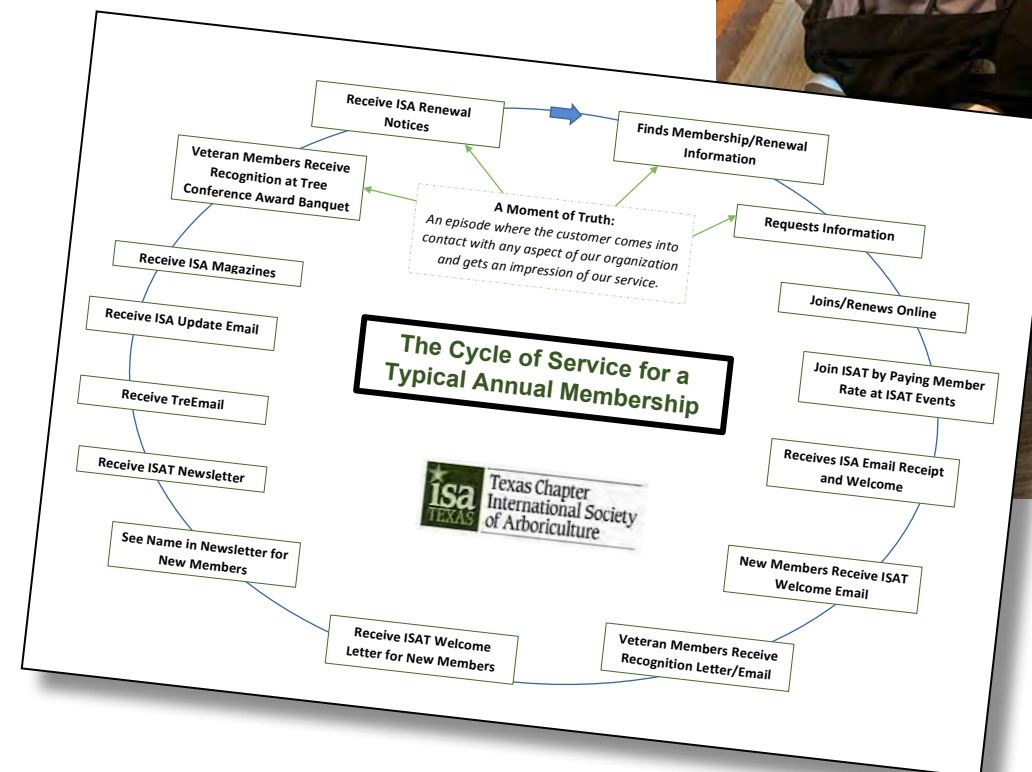 Receive ISA Renewal
Notices
Finds Membership/Renewal
Information
Veteran Members Receive
Recognition at Tree
Conference Award Banquet
A Moment of Truth:
An episode where the customer comes into
contact with any aspect of our organization
and gets an impression of our service.
Requests Information
Receive ISA Magazines
Joins/Renews Online
Receive ISA Update Email
The Cycle of Service for a
Typical Annual Membership
Join ISAT by Paying Member
Rate at ISAT Events
Receive TreEmail
Receives ISA Email Receipt
and Welcome
Receive ISAT Newsletter
isa
TEXAS
Texas Chapter
International Society
of Arboriculture
See Name in Newsletter for
New Members
New Members Receive ISAT
Welcome Email
Receive ISAT Welcome
Letter for New Members
Veteran Members Receive
Recognition Letter/Email